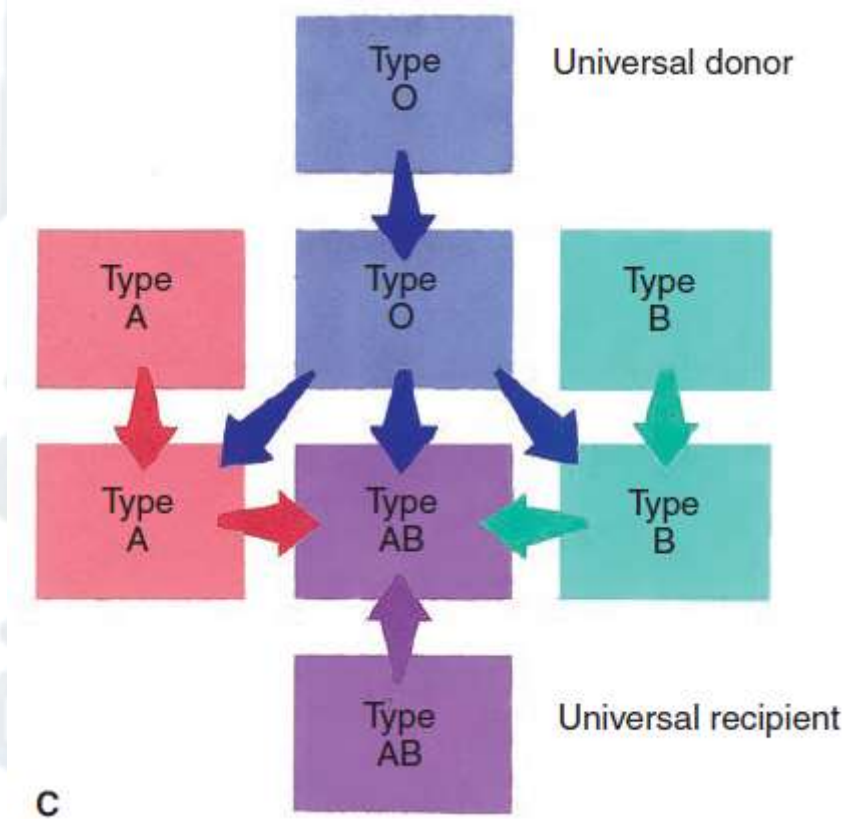 Type
O
Universal donor
Type
A
Type
O
Type
B
Type
A
Type
AB
Type
B
Type
AB
Universal recipient
C